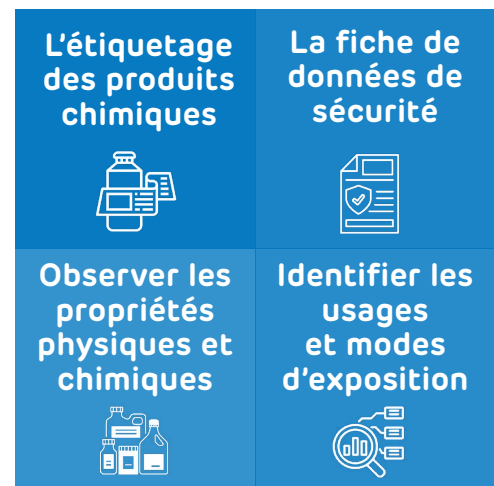 L'étiquetage
des produits
chimiques
La fiche de
données de
sécurité
Observer les
propriétés
physiques et
chimiques
Identifier les
usages
et modes
d'exposition